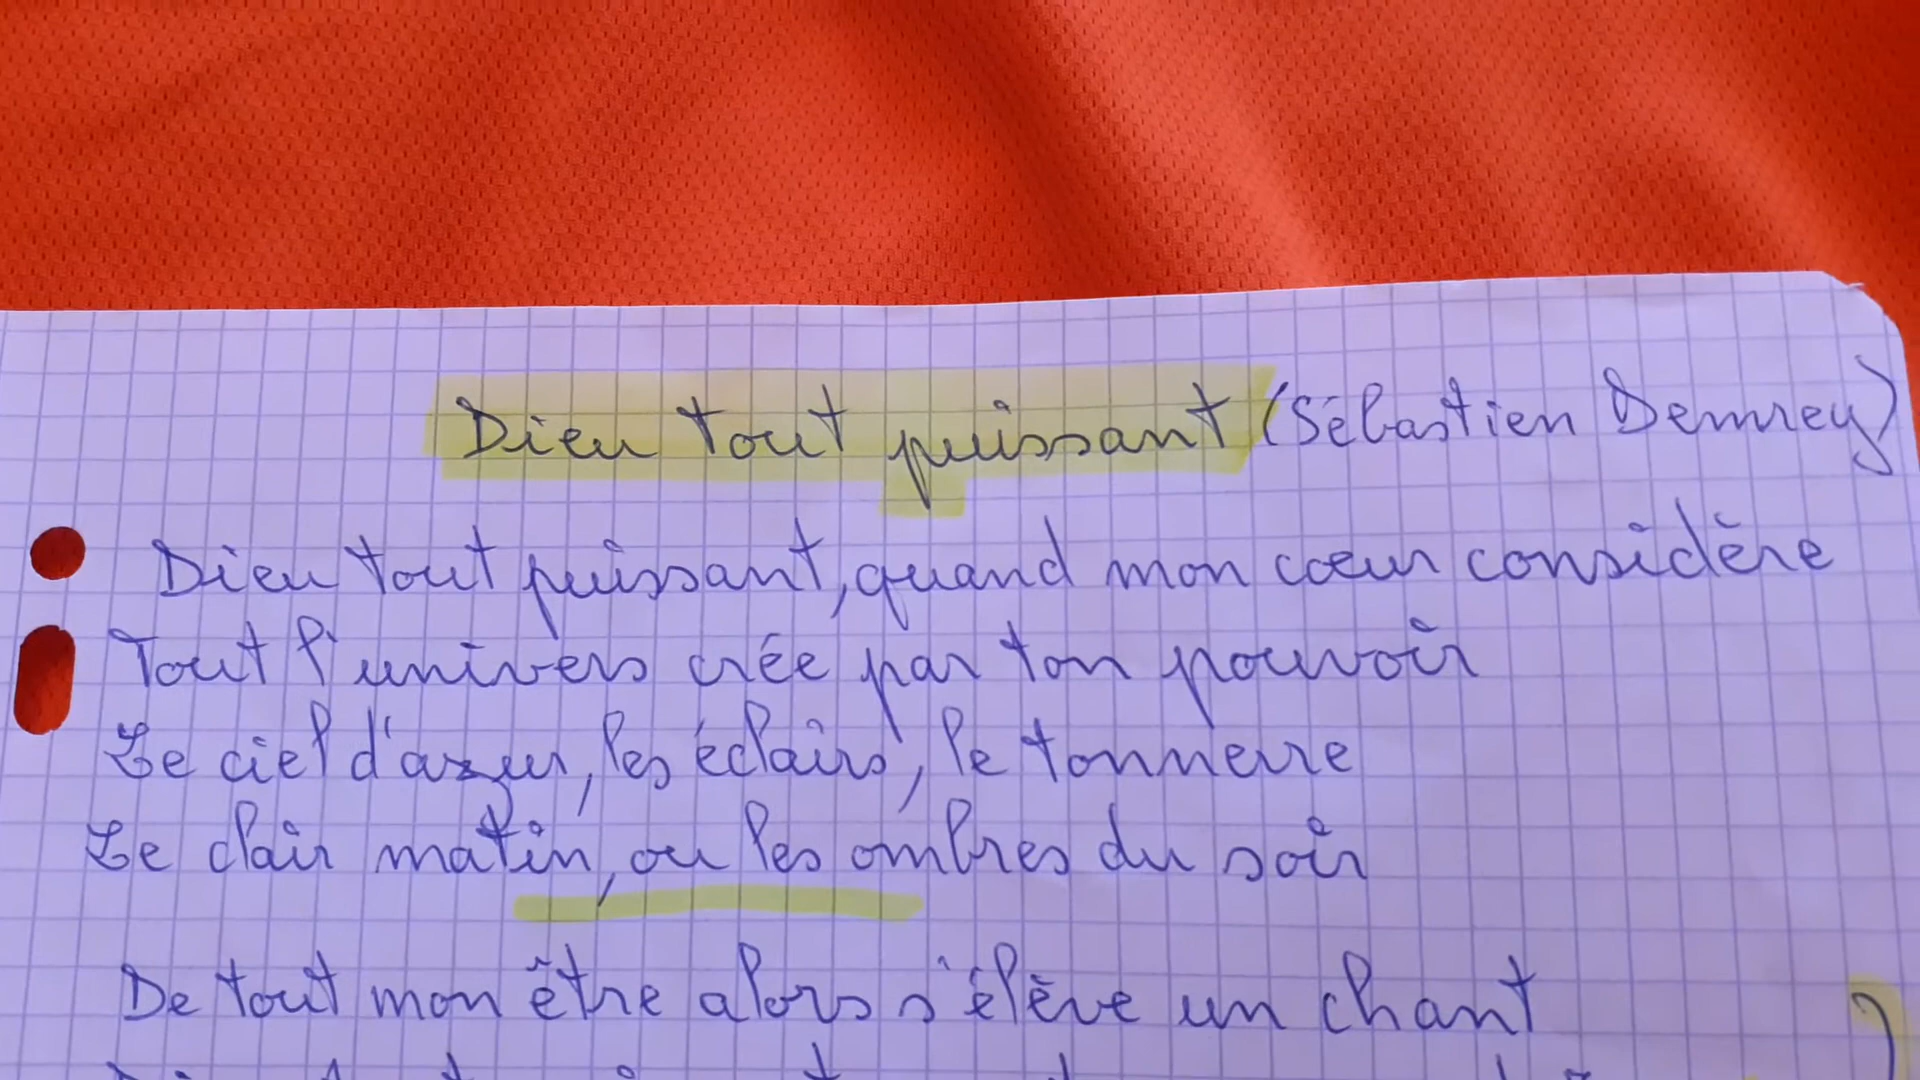 Dieu tout puissant (Sébastien Demrey)
Dieu tout puissant, quand mon cœur considère
Tout l'univers crée par ton pouvoir
Le ciel d'azur, les éclairs, le tonnerre
Le clair matin, ou les ombres du soir
De tout mon être alors s'élève un chant